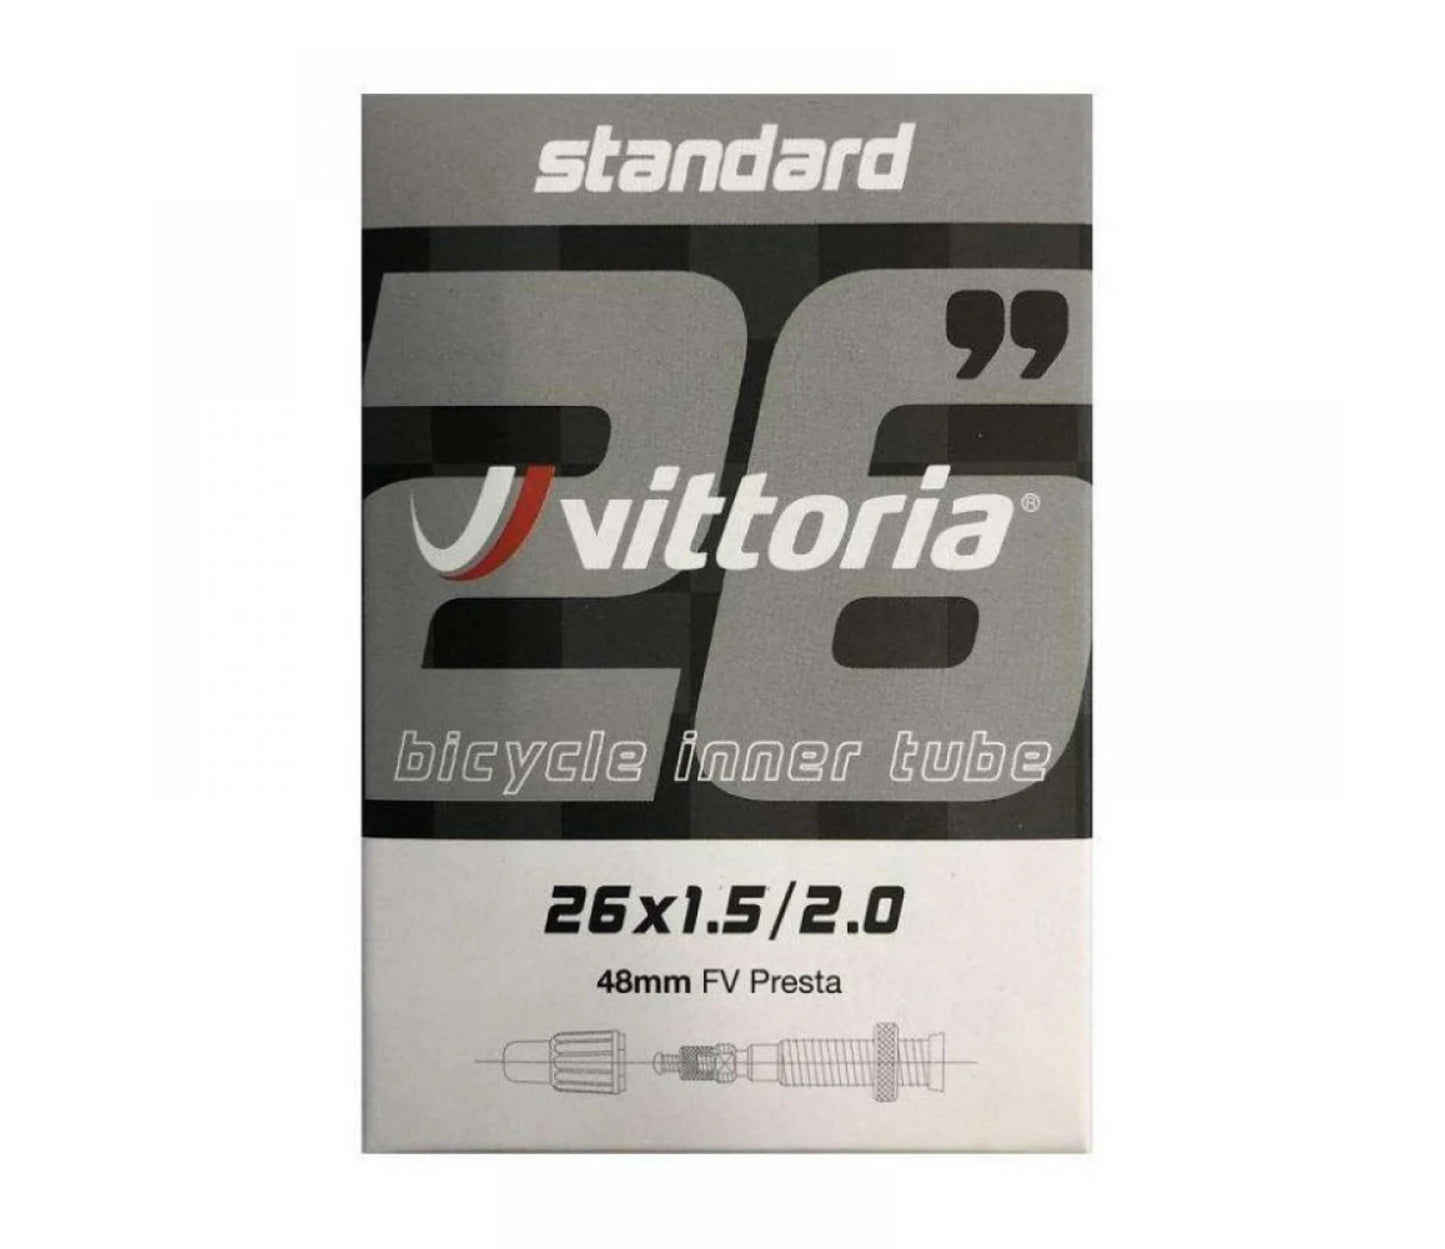 standard
26”
vittoria®
bicycle inner tube
26x1.5/2.0
48mm FV Presta